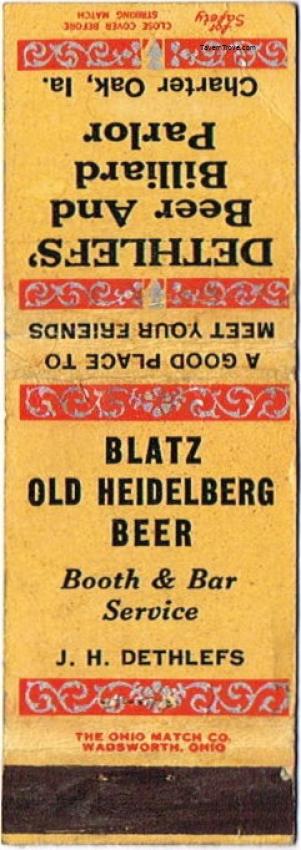 For
Safety
CLOSE COVER BEFORE
STRIKING MATCH
TavernTrove.com
DETHLEFS'
Beer And
Billiard
Parlor
Charter Oak, Ia.
A GOOD PLACE TO
MEET YOUR FRIENDS
BLATZ
OLD HEIDELBERG
BEER
Booth & Bar
Service
J. H. DETHLEFS
THE OHIO MATCH CO.
WADSWORTH, OHIO